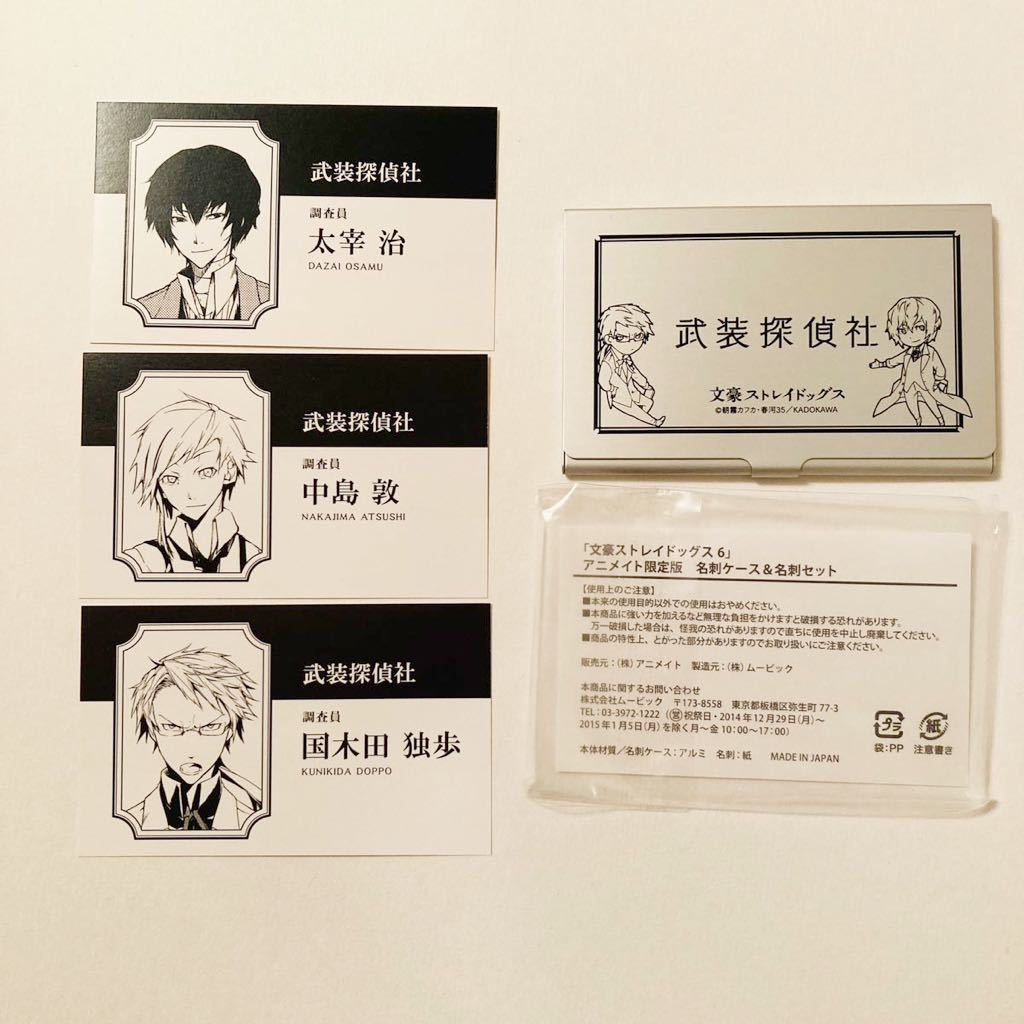 武装探偵社
調査員
太宰 治
DAZAI OSAMU
武装探偵社
調査員
中島 敦
NAKAJIMA ATSUSHI
武装探偵社
調査員
国木田 独歩
KUNIKIDA DOPPO
武装探偵社
文豪ストレイドッグス
©朝霧カフカ・春河35／KADOKAWA
「文豪ストレイドッグス 6」
アニメイト限定版　名刺ケース＆名刺セット
【使用上のご注意】
■本来の使用目的以外での使用はおやめください。
■本商品に強い力を加えるなど無理な負担をかけますと破損する恐れがあります。
万一破損した場合は、怪我の恐れがありますので直ちに使用を中止し廃棄してください。
■商品の特性上、とがった部分がありますのでお取り扱いにご注意ください。
販売元：（株）アニメイト　製造元：（株）ムービック
本商品に関するお問い合わせ
株式会社ムービック　〒173-8558　東京都板橋区弥生町 77-3
TEL：03-3972-1222（㊢祝祭日・2014年12月29日（月）～
2015年1月5日（月）を除く月～金 10:00～17:00）
本体材質／名刺ケース：アルミ　名刺：紙　MADE IN JAPAN
プラ
袋：PP
紙
注意書き